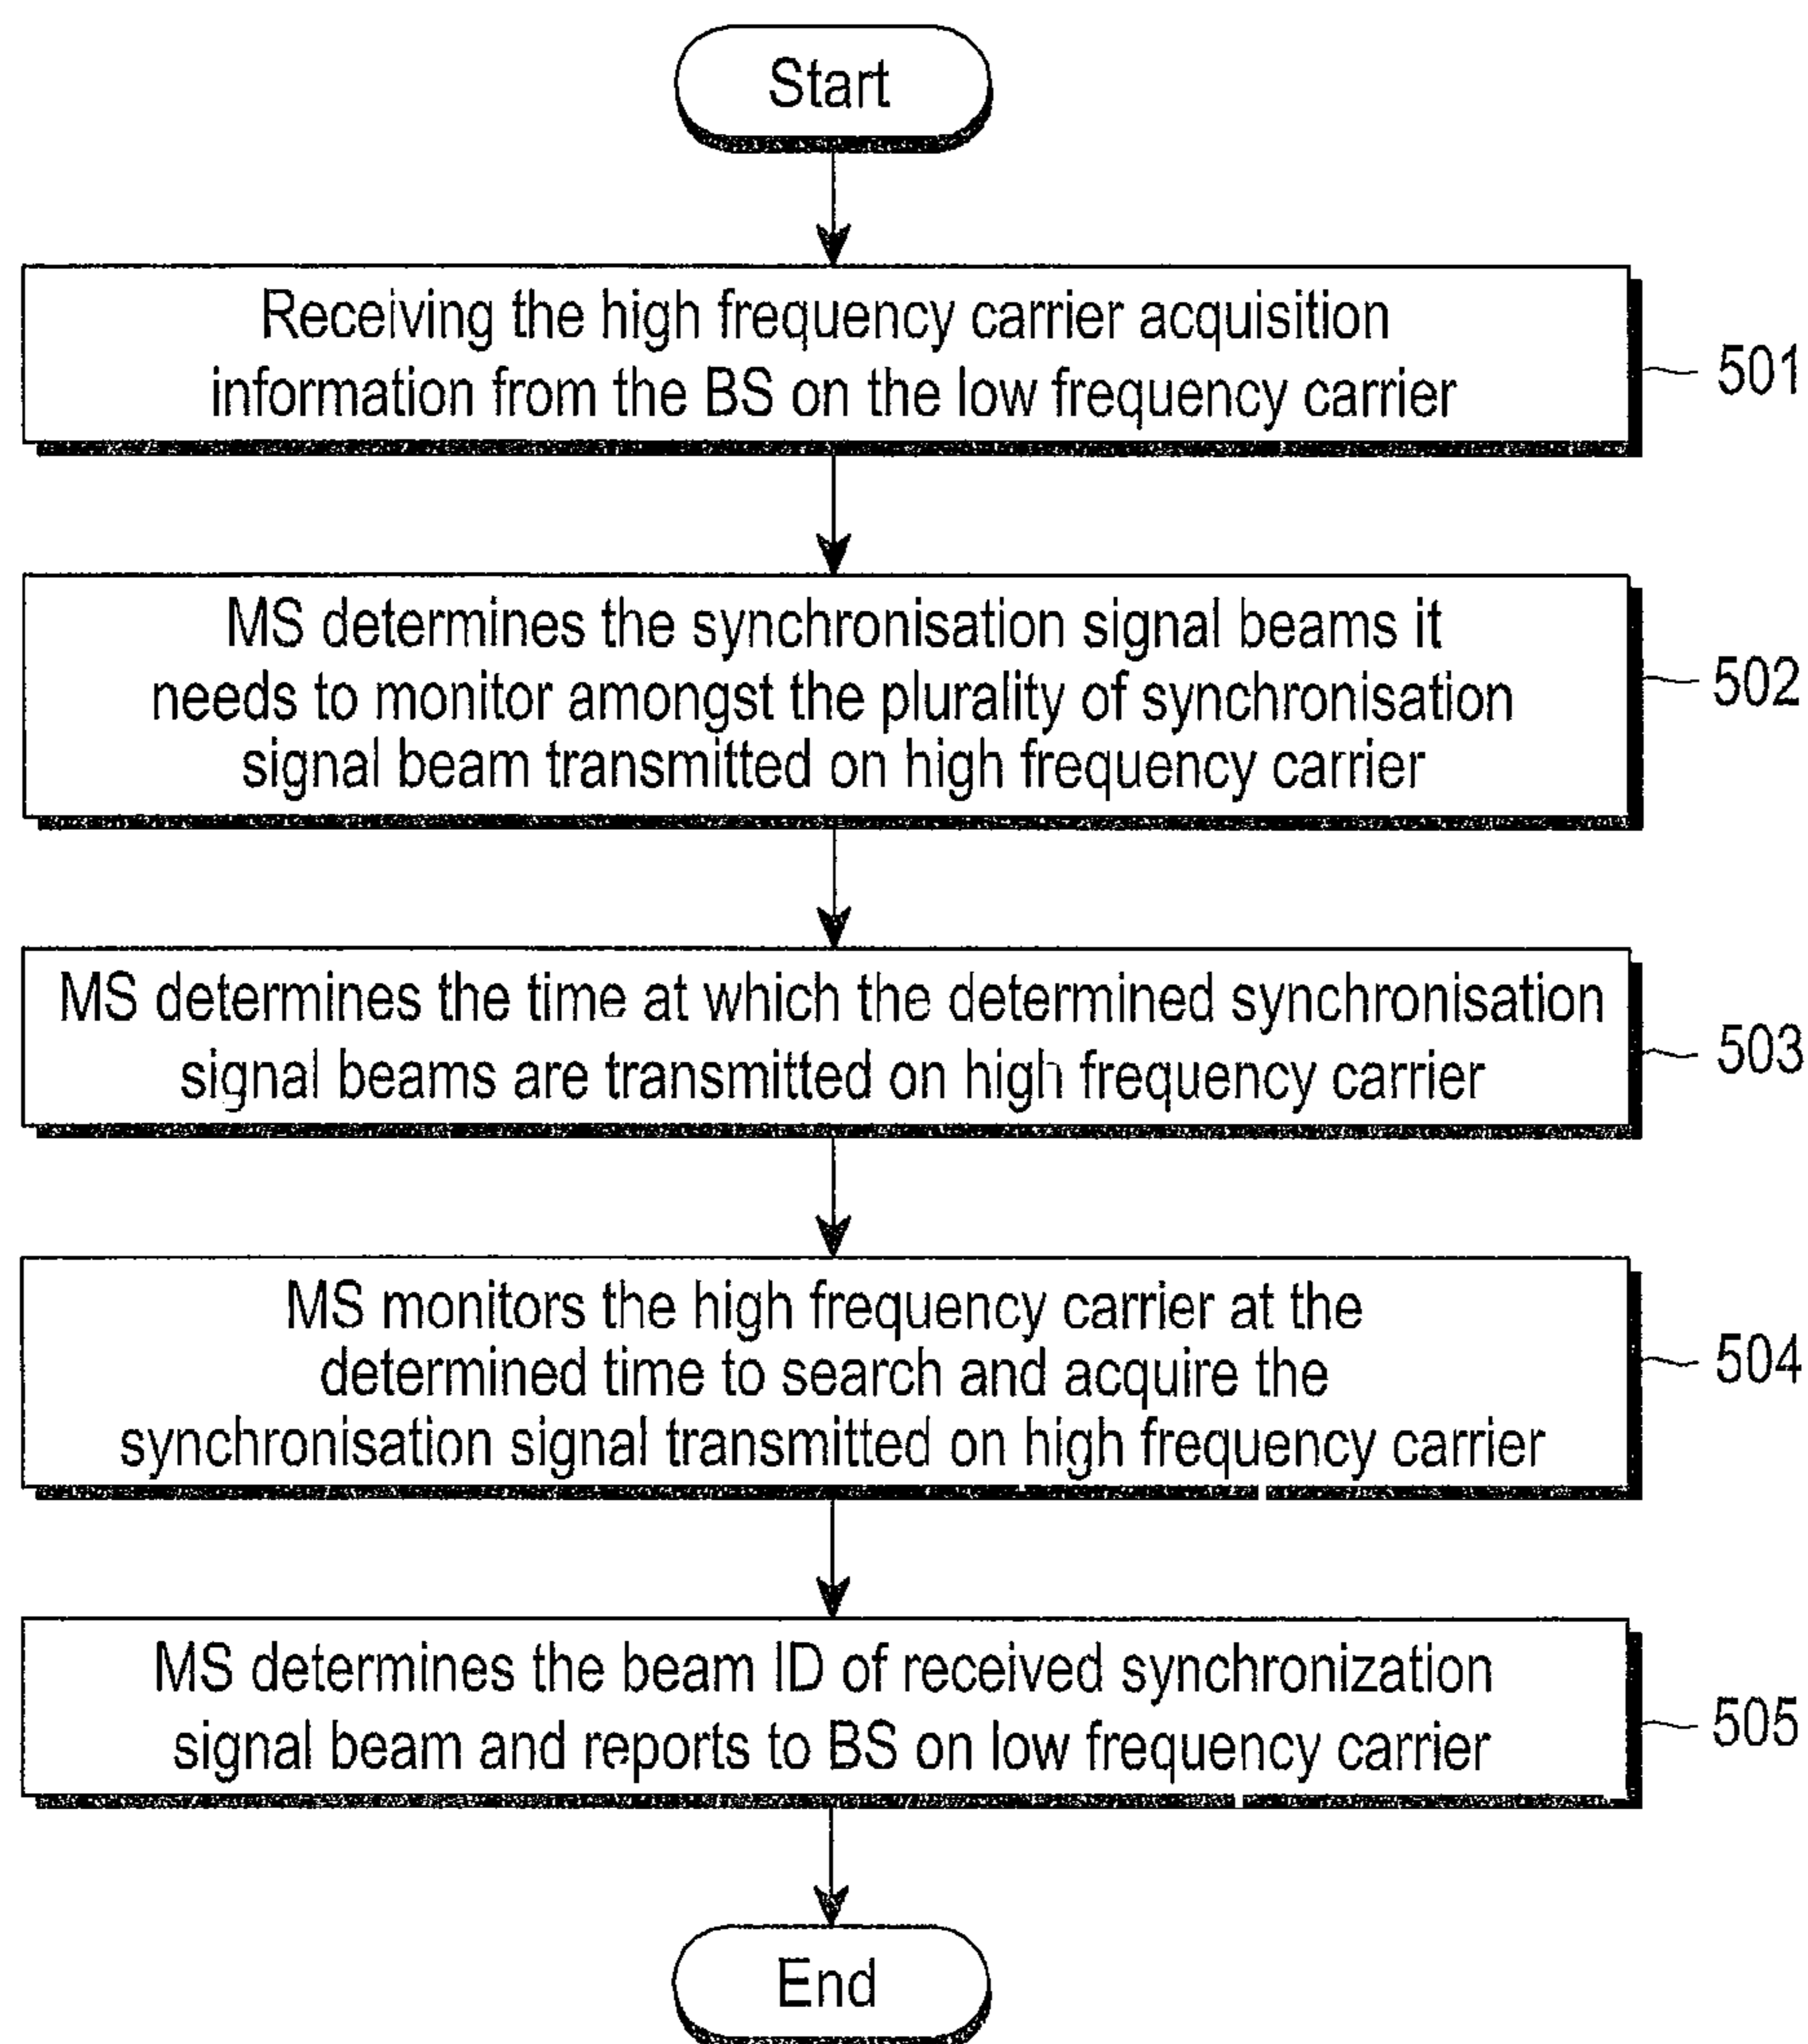 Start
Receiving the high frequency carrier acquisition
information from the BS on the low frequency carrier
501
MS determines the synchronisation signal beams it
needs to monitor amongst the plurality of synchronisation
signal beam transmitted on high frequency carrier
502
MS determines the time at which the determined synchronisation
signal beams are transmitted on high frequency carrier
503
MS monitors the high frequency carrier at the
determined time to search and acquire the
synchronisation signal transmitted on high frequency carrier
504
MS determines the beam ID of received synchronization
signal beam and reports to BS on low frequency carrier
505
End